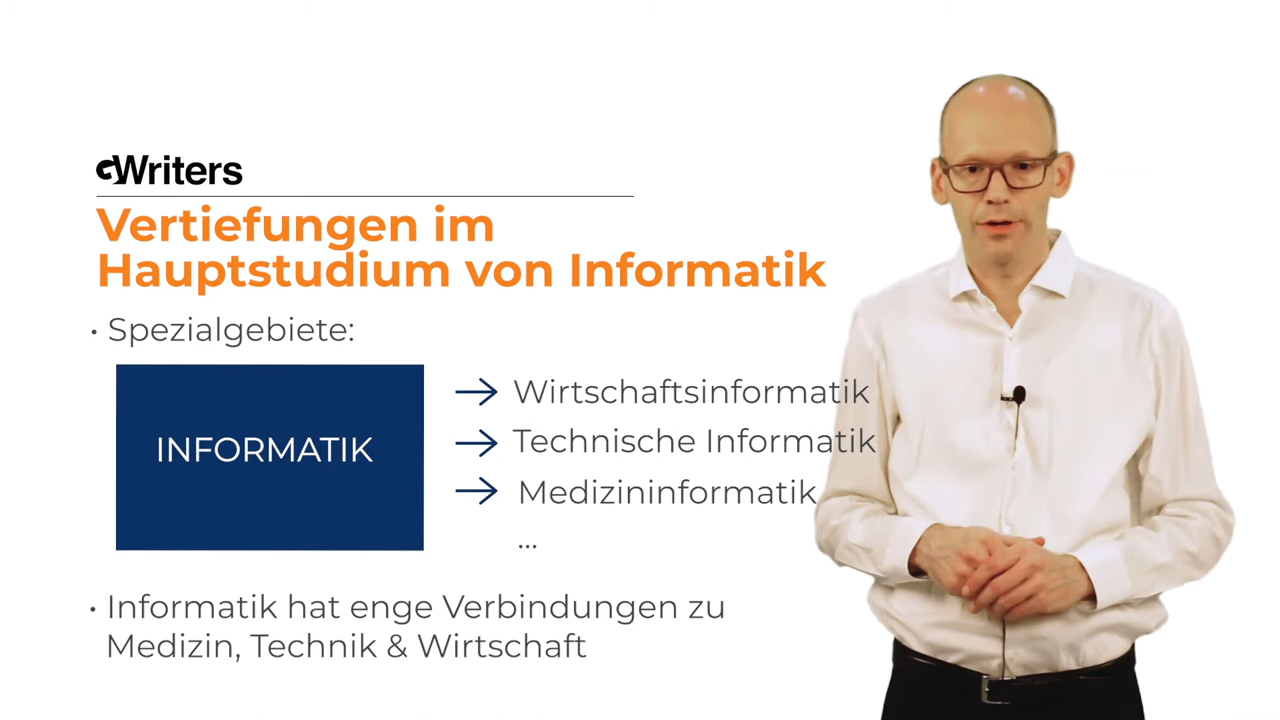 GWriters
Vertiefungen im
Hauptstudium von Informatik
• Spezialgebiete:
INFORMATIK
→ Wirtschaftsinformatik
→ Technische Informatik
→ Medizininformatik
...
• Informatik hat enge Verbindungen zu
Medizin, Technik & Wirtschaft